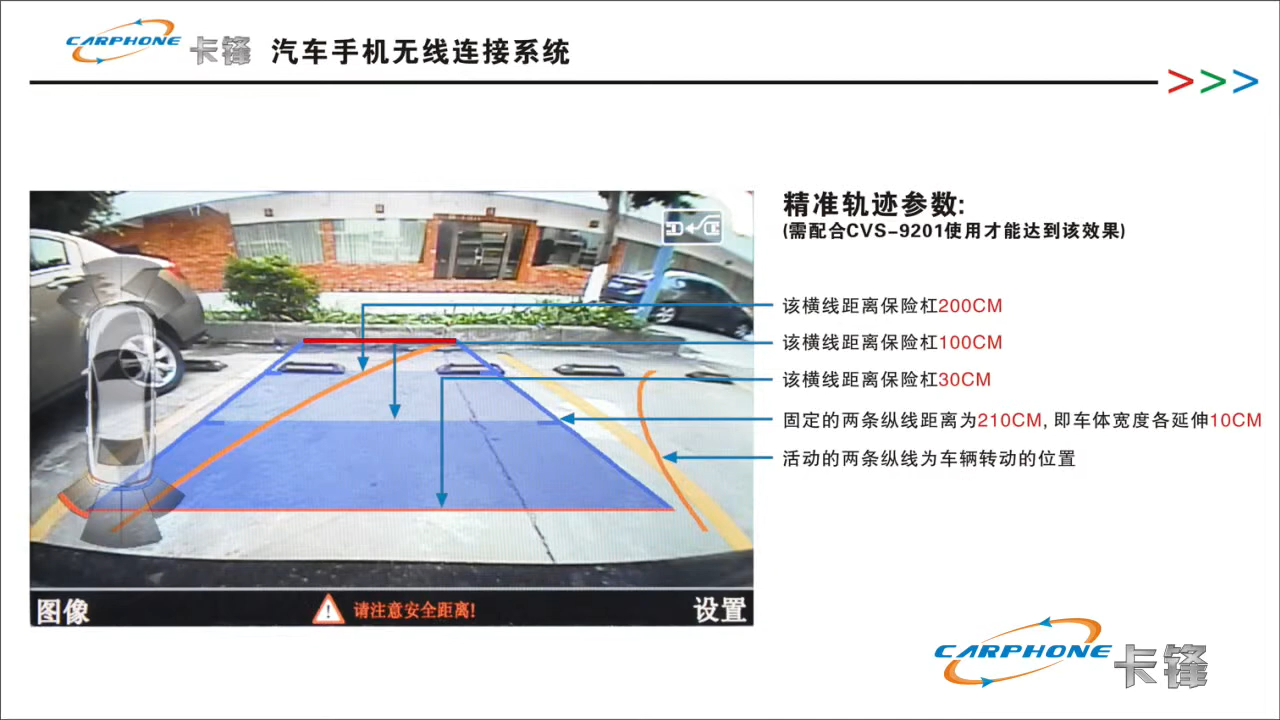 CARPHONE 卡锋 汽车手机无线连接系统
>>>
精准轨迹参数:
(需配合CVS-9201使用才能达到该效果)
该横线距离保险杠200CM
该横线距离保险杠100CM
该横线距离保险杠30CM
固定的两条纵线距离为210CM, 即车体宽度各延伸10CM
活动的两条纵线为车辆转动的位置
图像 请注意安全距离! 设置
CARPHONE 卡锋